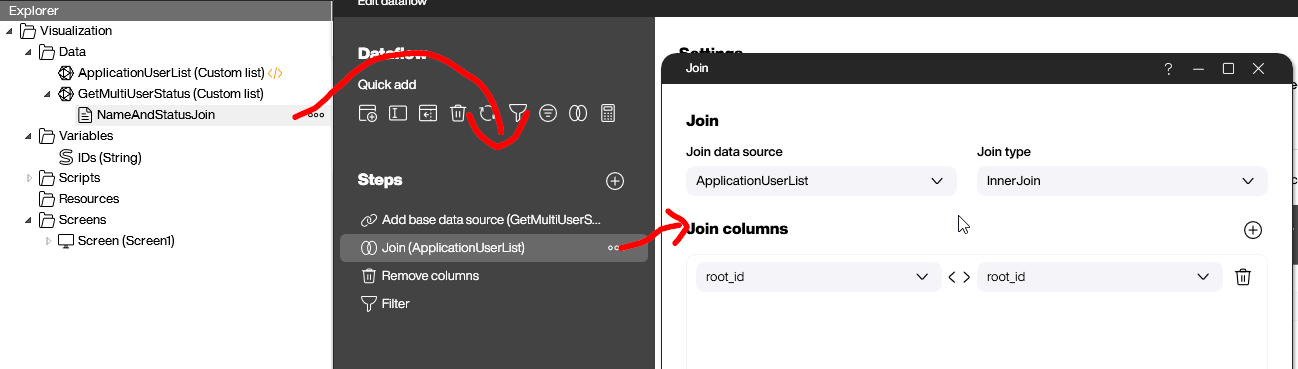 Explorer
Visualization
Data
ApplicationUserList (Custom list) </>
GetMultiUserStatus (Custom list)
NameAndStatusJoin
Variables
IDs (String)
Scripts
Resources
Screens
Screen (Screen1)
Edit dataflow
Dataflow
Quick add
Steps
Add base data source (GetMultiUserS...
Join (ApplicationUserList)
Remove columns
Filter
Settings
Join
?
Join
Join data source
Join type
ApplicationUserList
InnerJoin
Join columns
root_id
< >
root_id